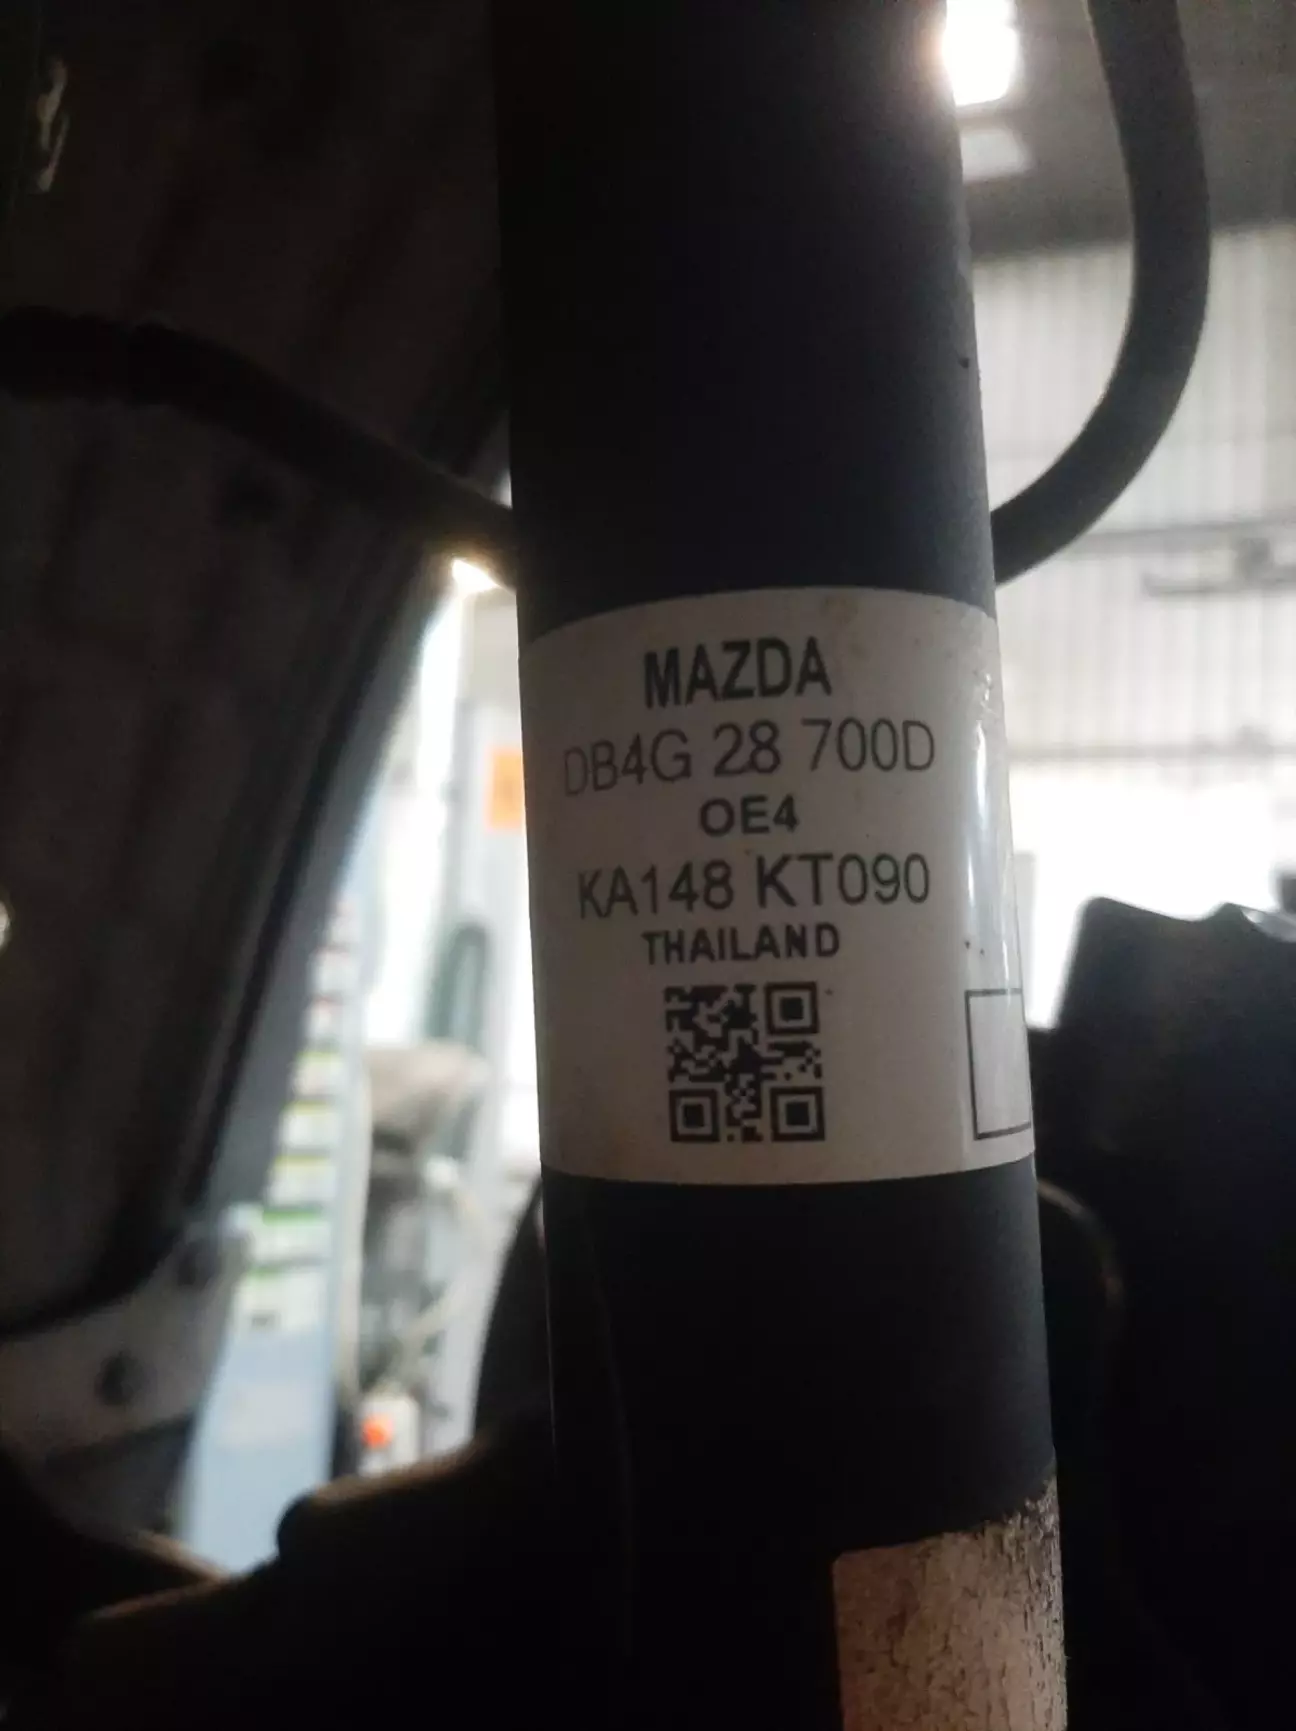 MAZDA
DB4G 28 700D
OE4
KA148 KT090
THAILAND